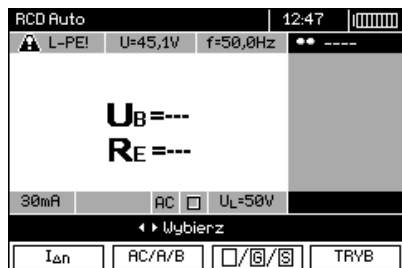 RCD Auto 12:47
L-PE! U=45,1V f=50,0Hz ----
UB=---
RE=---
30mA AC UL=50V
Wybierz
IΔn AC/A/B □/G/S TRYB